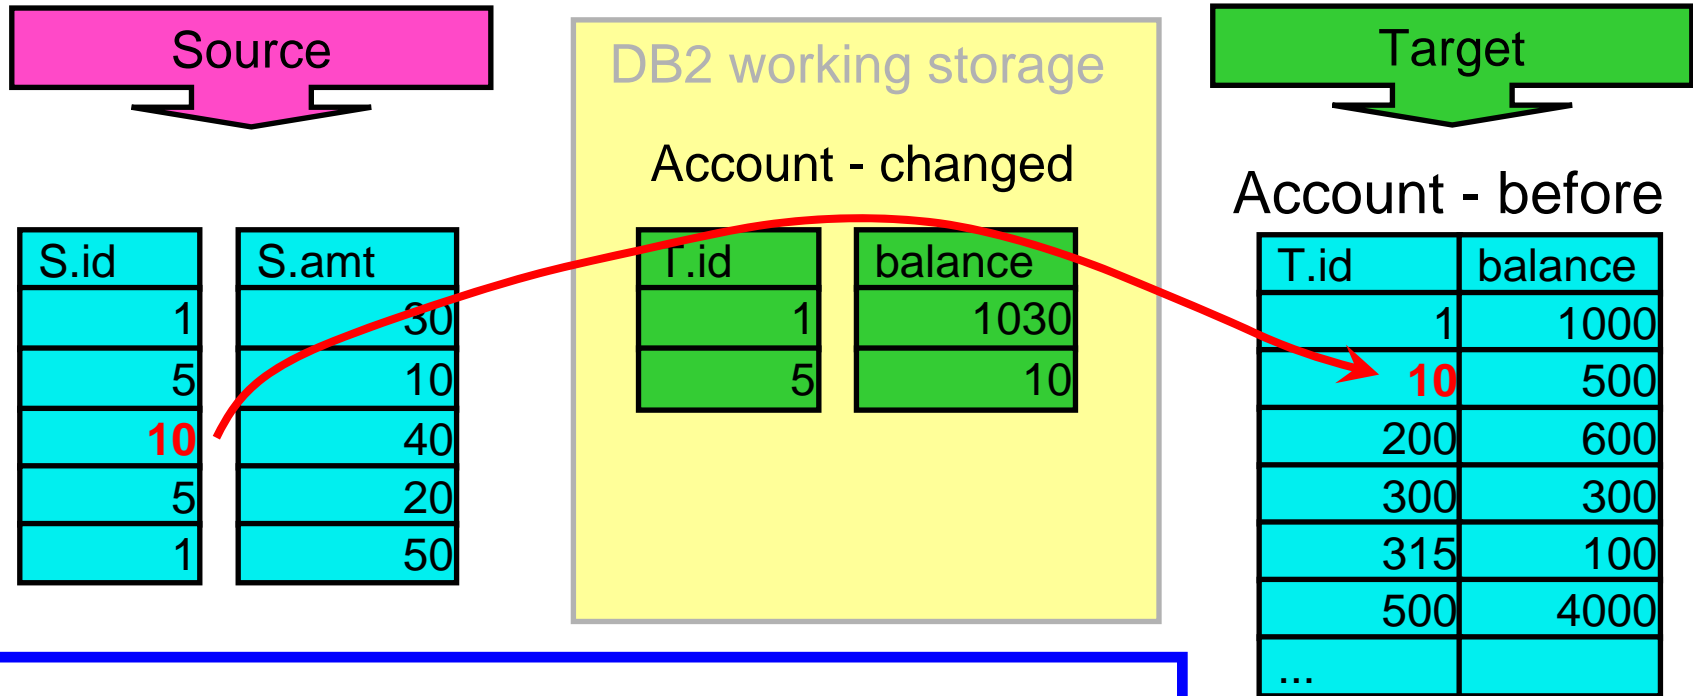 Source
DB2 working storage
Target
Account - changed
Account - before
S.id S.amt
1 30
5 10
10 40
5 20
1 50
T.id balance
1 1030
5 10
T.id balance
1 1000
10 500
200 600
300 300
315 100
500 4000
...